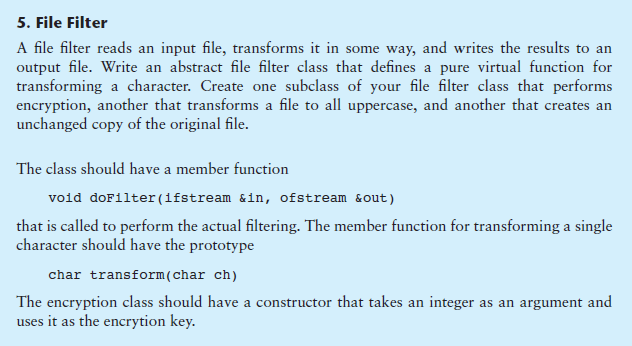 5. File Filter
A file filter reads an input file, transforms it in some way, and writes the results to an
output file. Write an abstract file filter class that defines a pure virtual function for
transforming a character. Create one subclass of your file filter class that performs
encryption, another that transforms a file to all uppercase, and another that creates an
unchanged copy of the original file.
The class should have a member function
void doFilter(ifstream &in, ofstream &out)
that is called to perform the actual filtering. The member function for transforming a single
character should have the prototype
char transform(char ch)
The encryption class should have a constructor that takes an integer as an argument and
uses it as the encrytion key.